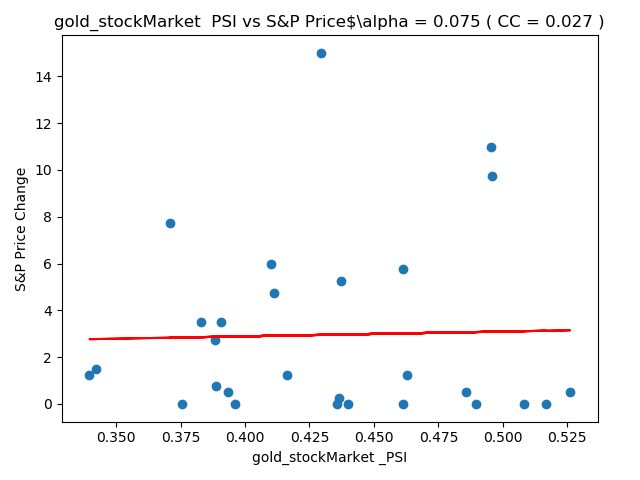 gold_stockMarket  PSI vs S&P Price$\alpha = 0.075 ( CC = 0.027 )
S&P Price Change
14
12
10
8
6
4
2
0
0.350 0.375 0.400 0.425 0.450 0.475 0.500 0.525
gold_stockMarket _PSI